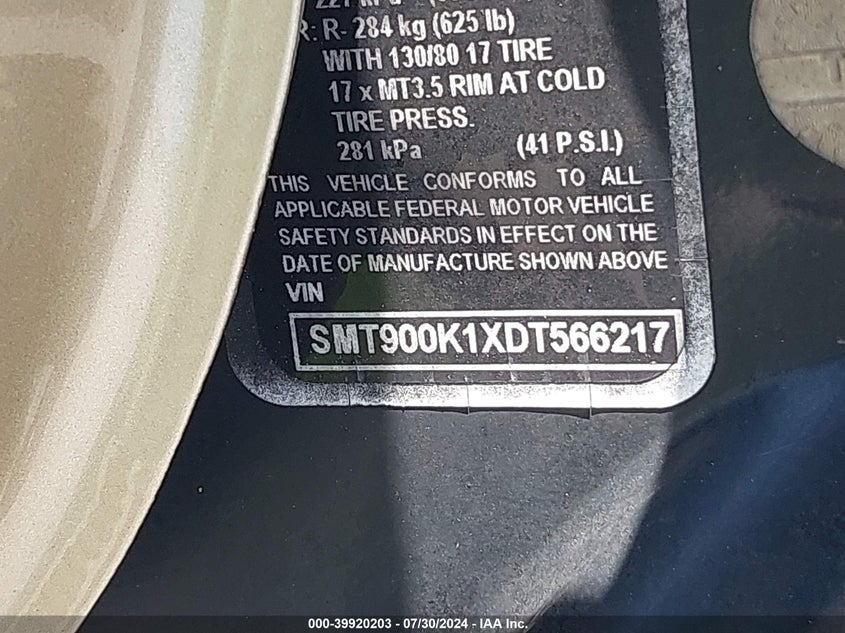 R: R- 284 kg (625 lb)
WITH 130/80 17 TIRE
17 x MT3.5 RIM AT COLD
TIRE PRESS.
281 kPa (41 P.S.I.)
THIS VEHICLE CONFORMS TO ALL
APPLICABLE FEDERAL MOTOR VEHICLE
SAFETY STANDARDS IN EFFECT ON THE
DATE OF MANUFACTURE SHOWN ABOVE
VIN
SMT900K1XDT566217
000-39920203 - 07/30/2024 - IAA Inc.